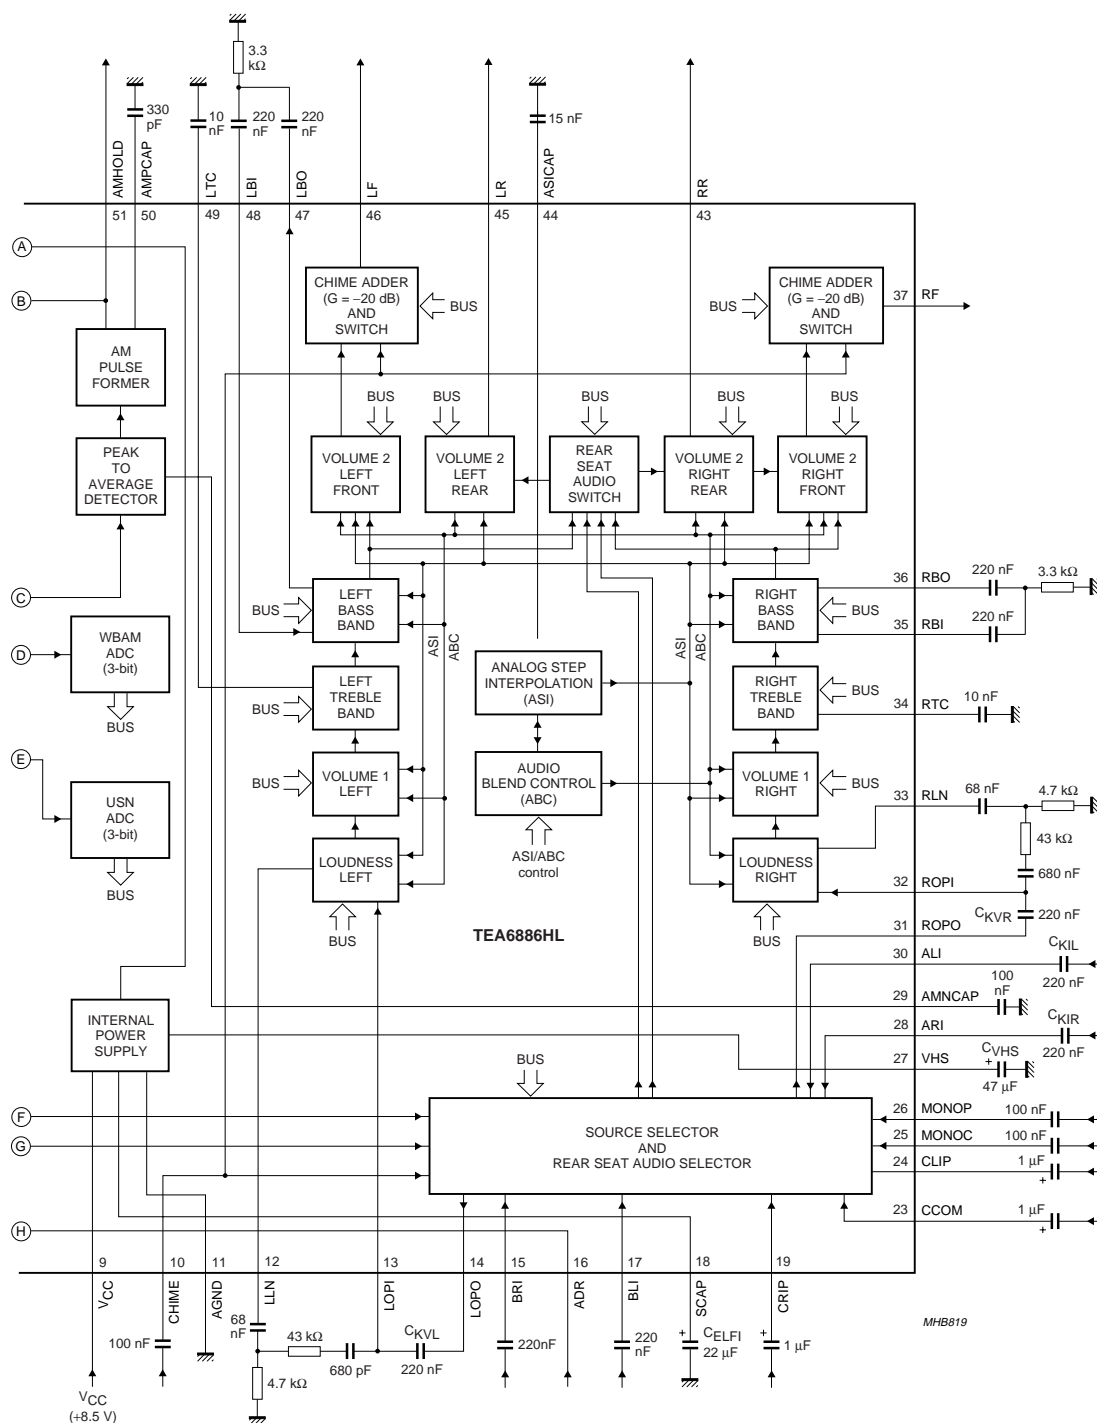 3.3
kΩ
330
pF
10
nF
220
nF
220
nF
15 nF
AMHOLD
AMPCAP
LTC
LBI
LBO
LF
LR
ASICAP
RR
51
50
49
48
47
46
45
44
43
A
B
CHIME ADDER
(G = −20 dB)
AND
SWITCH
BUS
BUS
CHIME ADDER
(G = −20 dB)
AND
SWITCH
37
RF
AM
PULSE
FORMER
BUS
BUS
BUS
BUS
BUS
PEAK
TO
AVERAGE
DETECTOR
VOLUME 2
LEFT
FRONT
VOLUME 2
LEFT
REAR
REAR
SEAT
AUDIO
SWITCH
VOLUME 2
RIGHT
REAR
VOLUME 2
RIGHT
FRONT
C
BUS
LEFT
BASS
BAND
RIGHT
BASS
BAND
BUS
36
RBO
220 nF
3.3 kΩ
35
RBI
220 nF
D
WBAM
ADC
(3-bit)
BUS
ASI
ABC
ASI
ABC
ANALOG STEP
INTERPOLATION
(ASI)
BUS
LEFT
TREBLE
BAND
RIGHT
TREBLE
BAND
BUS
34
RTC
10 nF
E
USN
ADC
(3-bit)
BUS
BUS
VOLUME 1
LEFT
AUDIO
BLEND CONTROL
(ABC)
VOLUME 1
RIGHT
BUS
33
RLN
68 nF
4.7 kΩ
43 kΩ
680 nF
LOUDNESS
LEFT
ASI/ABC
control
LOUDNESS
RIGHT
32
ROPI
BUS
TEA6886HL
BUS
31
ROPO
CKVR
220 nF
30
ALI
CKIL
220 nF
29
AMNCAP
100
nF
28
ARI
CKIR
220 nF
27
VHS
CVHS
+
47 µF
INTERNAL
POWER
SUPPLY
BUS
F
G
SOURCE SELECTOR
AND
REAR SEAT AUDIO SELECTOR
26
MONOP
100 nF
25
MONOC
100 nF
24
CLIP
1 µF
+
23
CCOM
1 µF
+
H
9
10
11
12
13
14
15
16
17
18
19
VCC
CHIME
AGND
LLN
LOPI
LOPO
BRI
ADR
BLI
SCAP
CRIP
100 nF
68
nF
43 kΩ
680 pF
CKVL
220 nF
220nF
220
nF
+
CELFI
22 µF
+
1 µF
4.7 kΩ
VCC
(+8.5 V)
MHB819